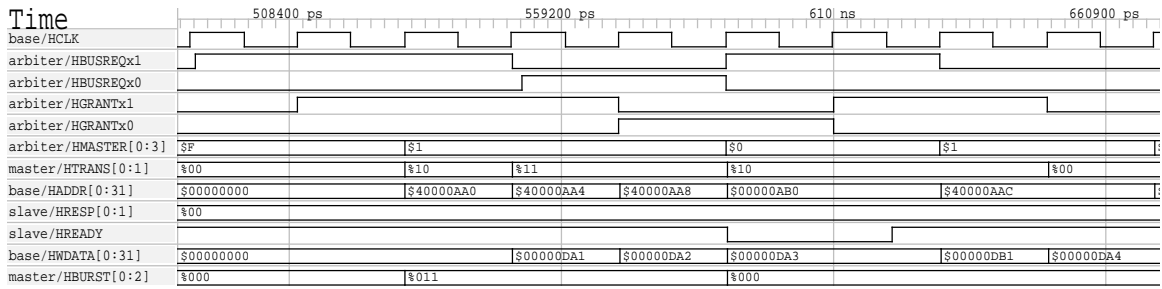 Time 508400 ps 559200 ps 610 ns 660900 ps
base/HCLK
arbiter/HBUSREQx1
arbiter/HBUSREQx0
arbiter/HGRANTx1
arbiter/HGRANTx0
arbiter/HMASTER[0:3] $F $1 $0 $1
master/HTRANS[0:1] %00 %10 %11 %10 %00
base/HADDR[0:31] $00000000 $40000AA0 $40000AA4 $40000AA8 $00000AB0 $40000AAC
slave/HRESP[0:1] %00
slave/HREADY
base/HWDATA[0:31] $00000000 $00000DA1 $00000DA2 $00000DA3 $00000DB1 $00000DA4
master/HBURST[0:2] %000 %011 %000